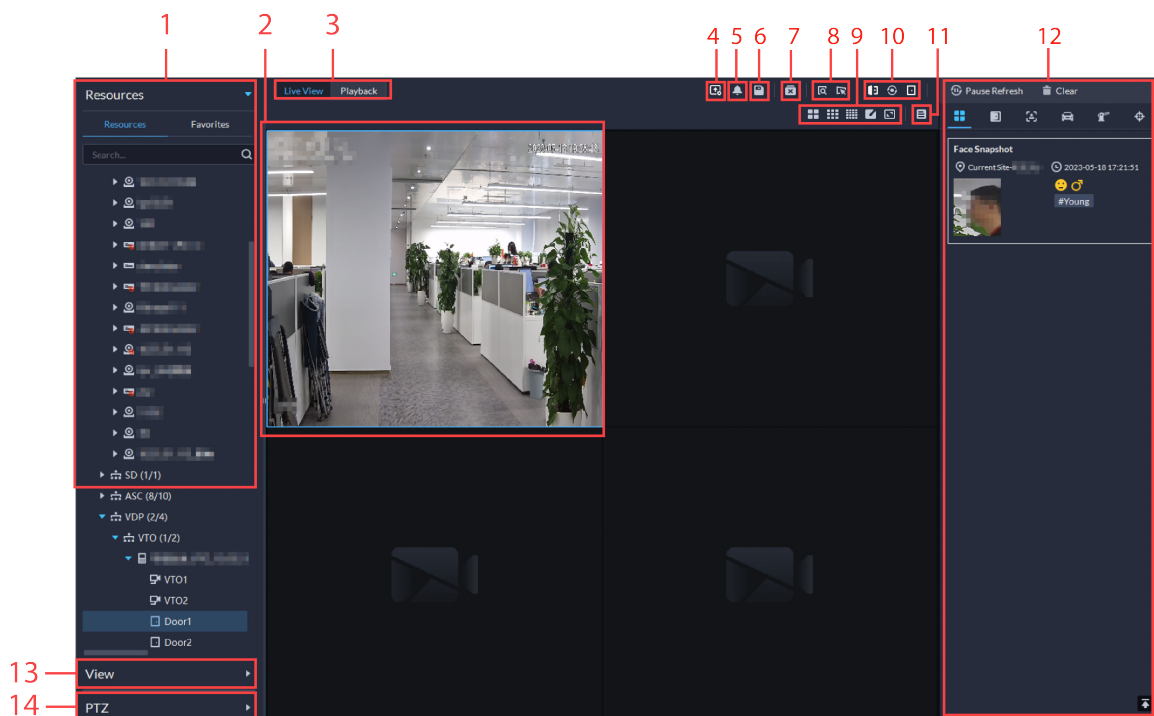 1 2 3 4 5 6 7 8 9 10 11 12
Resources
Live View Playback
Pause Refresh Clear
Resources Favorites
Search...
Face Snapshot
Current Site- 2023-05-18 17:21:51
#Young
SD (1/1)
ASC (8/10)
VDP (2/4)
VTO (1/2)
VTO1
VTO2
Door1
Door2
13 View
14 PTZ